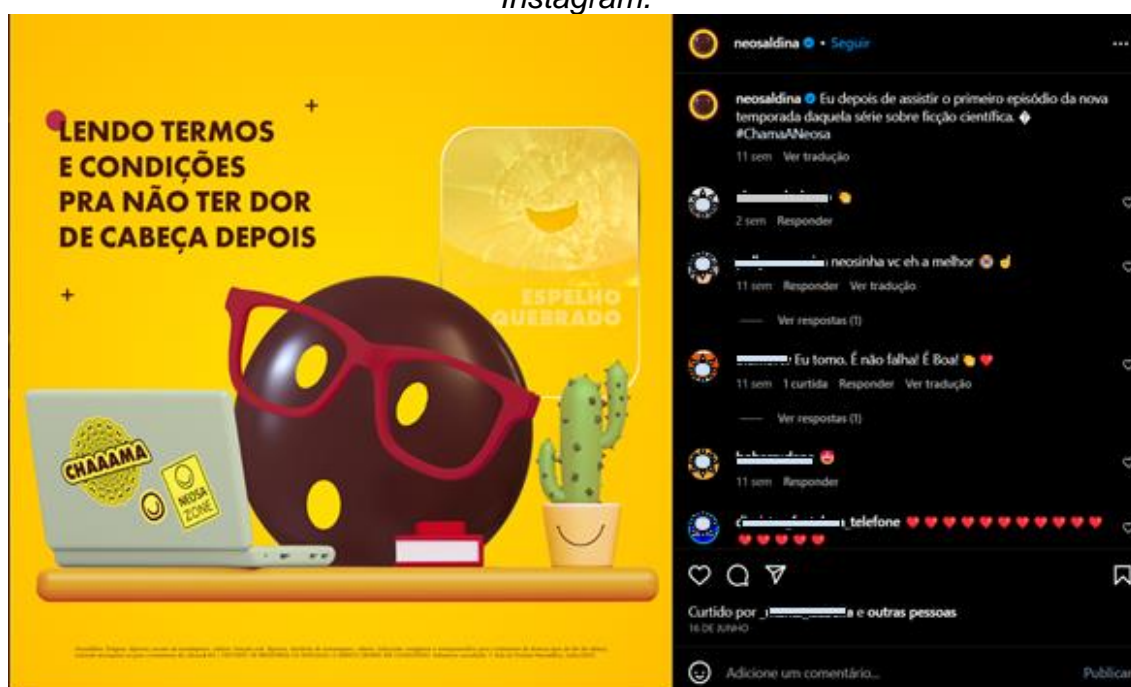 Instagram.
LENDO TERMOS
E CONDIÇÕES
PRA NÃO TER DOR
DE CABEÇA DEPOIS
ESPELHO
QUEBRADO
CHAAAMA
NEOSA
ZONE
neosaldina • Seguir
neosaldina Eu depois de assistir o primeiro episódio da nova
temporada daquela série sobre ficção científica. �
#ChamaANeosa
11 sem Ver tradução
2 sem Responder
neosinha vc eh a melhor
11 sem Responder Ver tradução
Ver respostas (1)
Eu tomo. É não falha! É Boa!
11 sem 1 curtida Responder Ver tradução
Ver respostas (1)
11 sem Responder
_telefone
Curtido por e outras pessoas
16 DE JUNHO
Adicione um comentário... Publicar